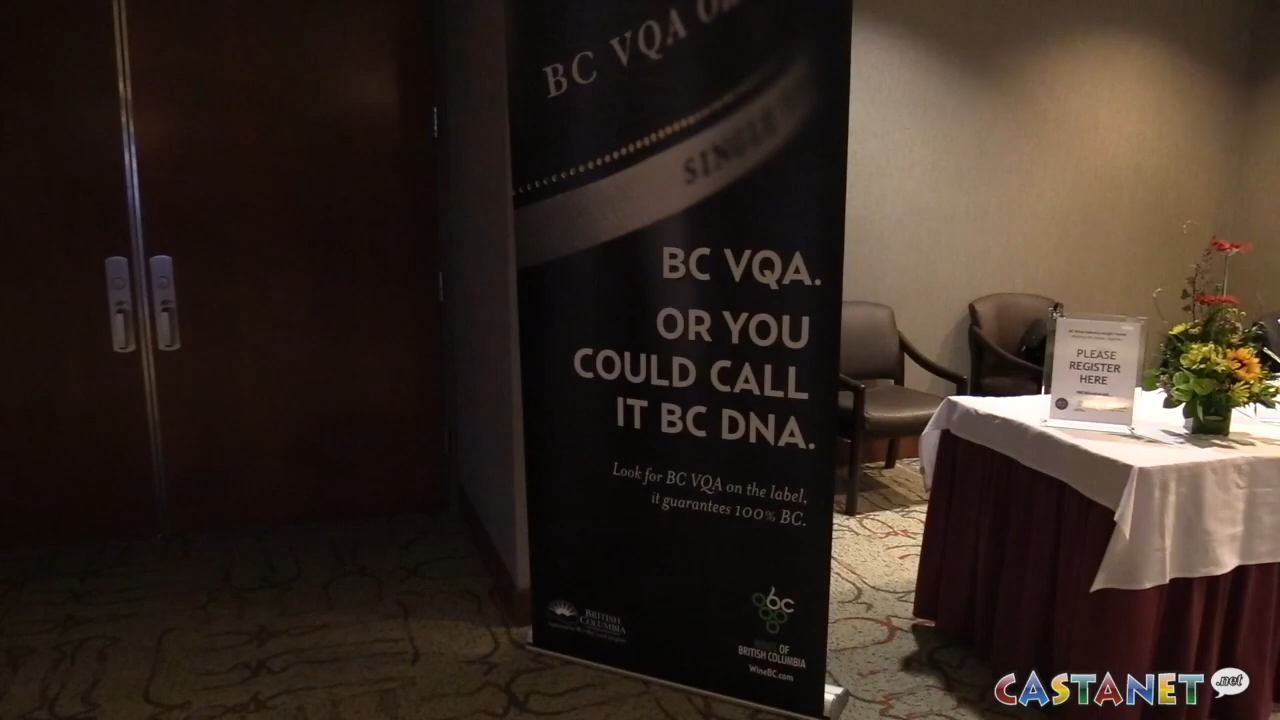 BC VQA
SINGLE
BC VQA.
OR YOU
COULD CALL
IT BC DNA.
Look for BC VQA on the label,
it guarantees 100% BC.
BRITISH
COLUMBIA
bc
OF
BRITISH COLUMBIA
WineBC.com
PLEASE
REGISTER
HERE
CASTANET .net